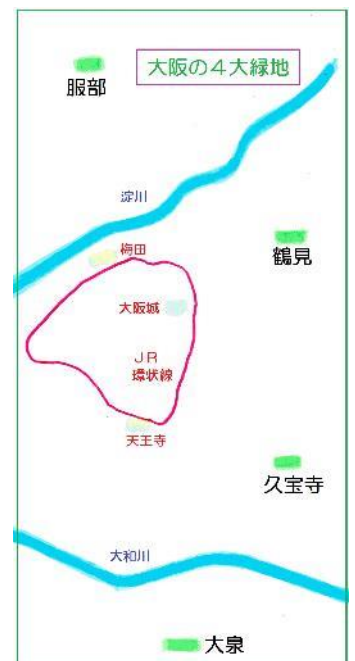 大阪の４大緑地
服部
淀川
梅田
鶴見
大阪城
ＪＲ
環状線
天王寺
久宝寺
大和川
大泉